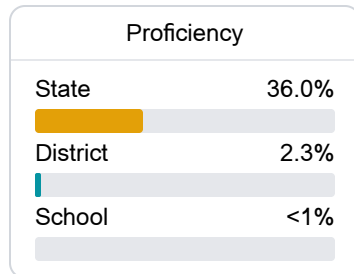 Proficiency
State 36.0%
District 2.3%
School <1%